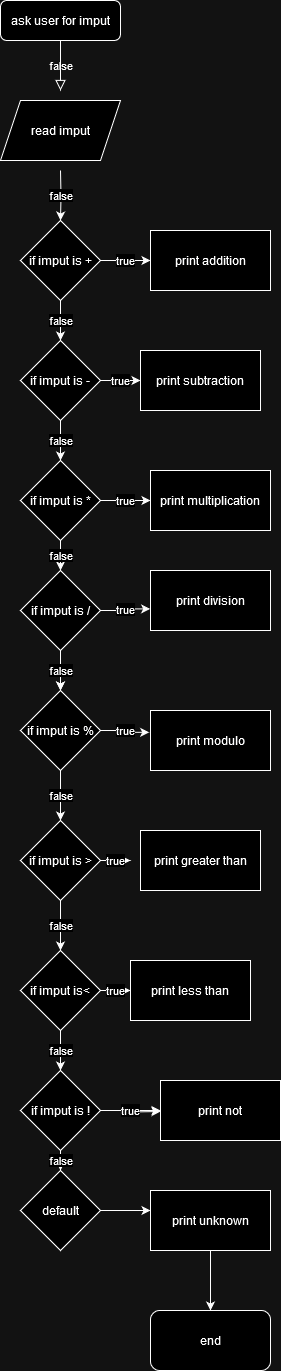 ask user for imput
false
read imput
false
if imput is +
true
print addition
false
if imput is -
true
print subtraction
false
if imput is *
true
print multiplication
false
if imput is /
true
print division
false
if imput is %
true
print modulo
false
if imput is >
true
print greater than
false
if imput is<
true
print less than
false
if imput is !
true
print not
false
default
print unknown
end